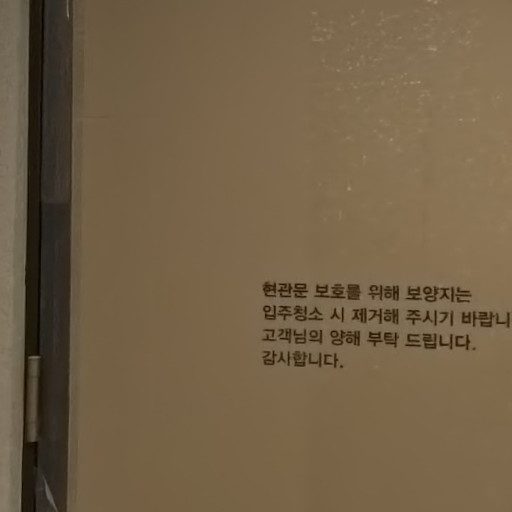 현관문 보호를 위해 보양지는
입주청소 시 제거해 주시기 바랍니
고객님의 양해 부탁 드립니다.
감사합니다.